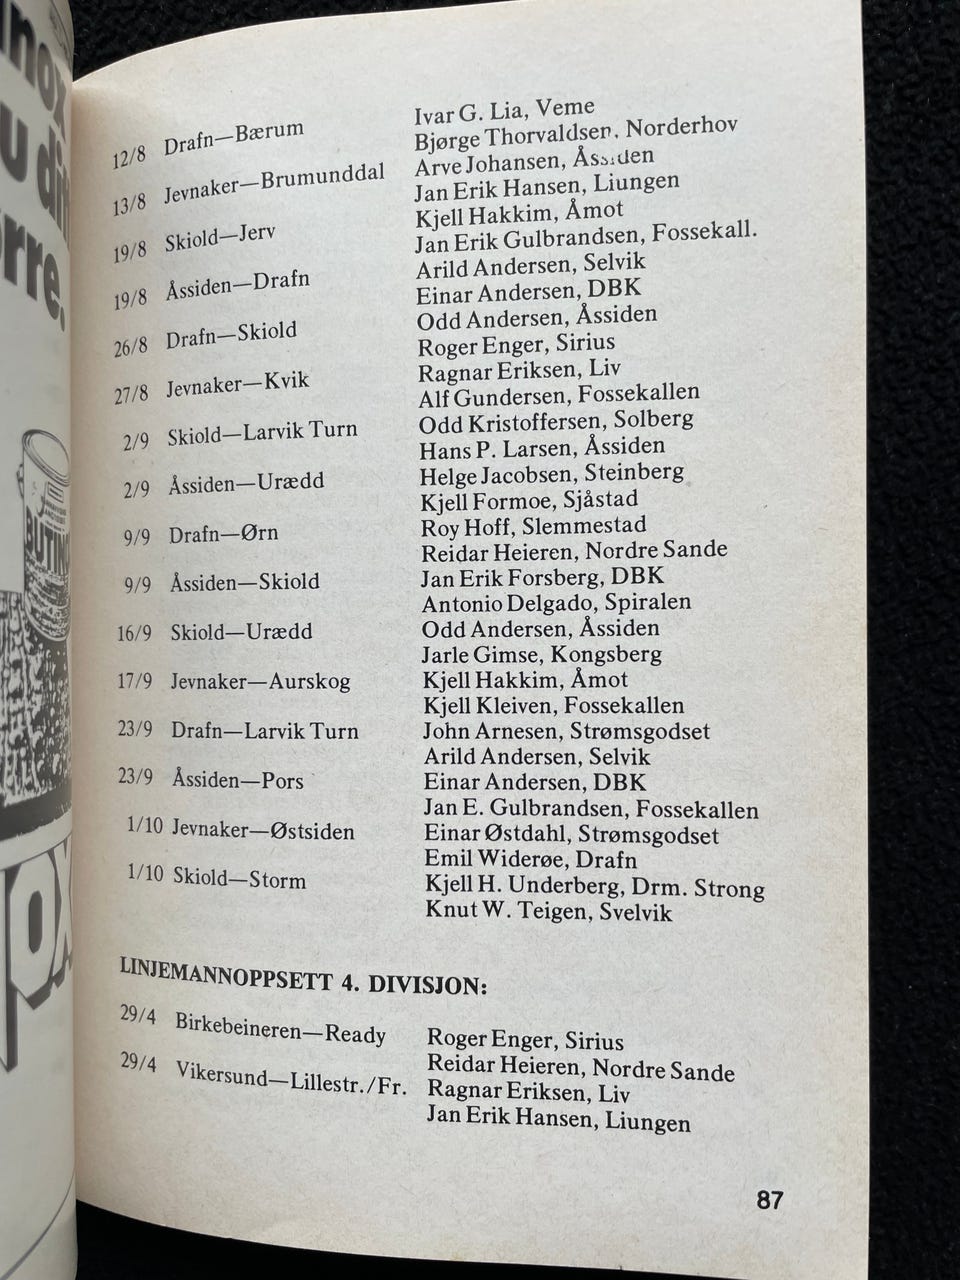 nox
u dit
rre.
BUTINO
OX
12/8 Drafn—Bærum Ivar G. Lia, Veme
Bjørge Thorvaldsen, Norderhov
13/8 Jevnaker—Brumunddal Arve Johansen, Åssiden
Jan Erik Hansen, Liungen
19/8 Skiold—Jerv Kjell Hakkim, Åmot
Jan Erik Gulbrandsen, Fossekall.
19/8 Åssiden—Drafn Arild Andersen, Selvik
Einar Andersen, DBK
26/8 Drafn—Skiold Odd Andersen, Åssiden
Roger Enger, Sirius
27/8 Jevnaker—Kvik Ragnar Eriksen, Liv
Alf Gundersen, Fossekallen
2/9 Skiold—Larvik Turn Odd Kristoffersen, Solberg
Hans P. Larsen, Åssiden
2/9 Åssiden—Urædd Helge Jacobsen, Steinberg
Kjell Formoe, Sjåstad
9/9 Drafn—Ørn Roy Hoff, Slemmestad
Reidar Heieren, Nordre Sande
9/9 Åssiden—Skiold Jan Erik Forsberg, DBK
Antonio Delgado, Spiralen
16/9 Skiold—Urædd Odd Andersen, Åssiden
Jarle Gimse, Kongsberg
17/9 Jevnaker—Aurskog Kjell Hakkim, Åmot
Kjell Kleiven, Fossekallen
23/9 Drafn—Larvik Turn John Arnesen, Strømsgodset
Arild Andersen, Selvik
23/9 Åssiden—Pors Einar Andersen, DBK
Jan E. Gulbrandsen, Fossekallen
1/10 Jevnaker—Østsiden Einar Østdahl, Strømsgodset
Emil Widerøe, Drafn
1/10 Skiold—Storm Kjell H. Underberg, Drm. Strong
Knut W. Teigen, Svelvik
LINJEMANNOPPSETT 4. DIVISJON:
29/4 Birkebeineren—Ready Roger Enger, Sirius
Reidar Heieren, Nordre Sande
29/4 Vikersund—Lillestr./Fr. Ragnar Eriksen, Liv
Jan Erik Hansen, Liungen
87